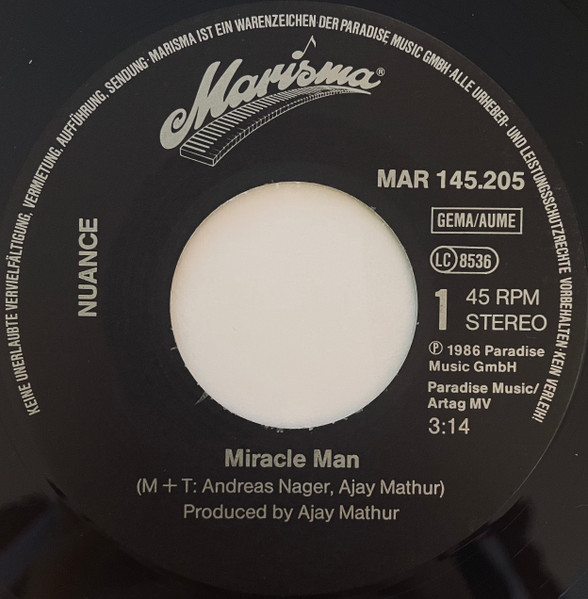 KEINE UNERLAUBTE VERVIELFÄLTIGUNG, VERMIETUNG, AUFFÜHRUNG, SENDUNG · MARISMA IST EIN WARENZEICHEN DER PARADISE MUSIC GMBH · ALLE URHEBER- UND LEISTUNGSSCHUTZRECHTE VORBEHALTEN · KEIN VERLEIH!
Marisma®
MAR 145.205
GEMA/AUME
LC 8536
NUANCE
1
45 RPM
STEREO
℗ 1986 Paradise
Music GmbH
Paradise Music/
Artag MV
3:14
Miracle Man
(M + T: Andreas Nager, Ajay Mathur)
Produced by Ajay Mathur